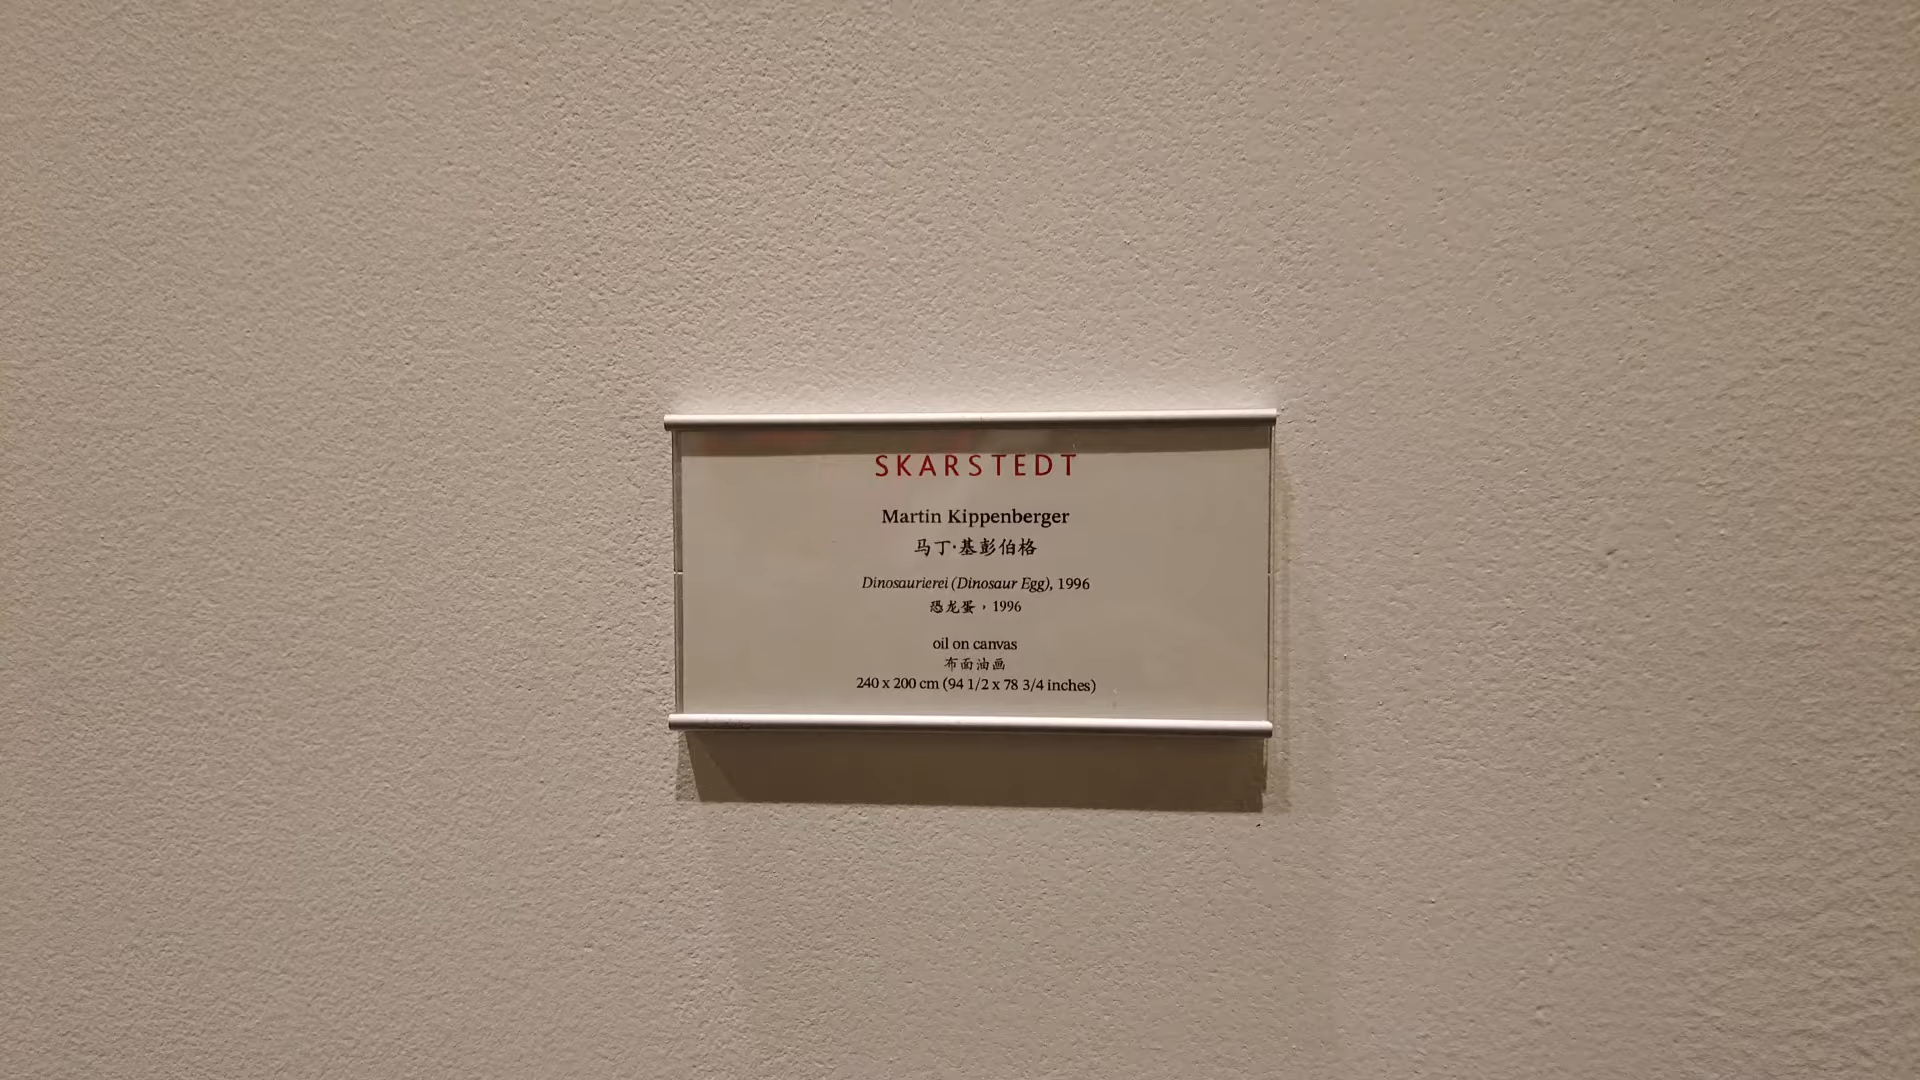 SKARSTEDT
Martin Kippenberger
马丁·基彭伯格
Dinosaurierei (Dinosaur Egg), 1996
恐龙蛋，1996
oil on canvas
布面油画
240 x 200 cm (94 1/2 x 78 3/4 inches)